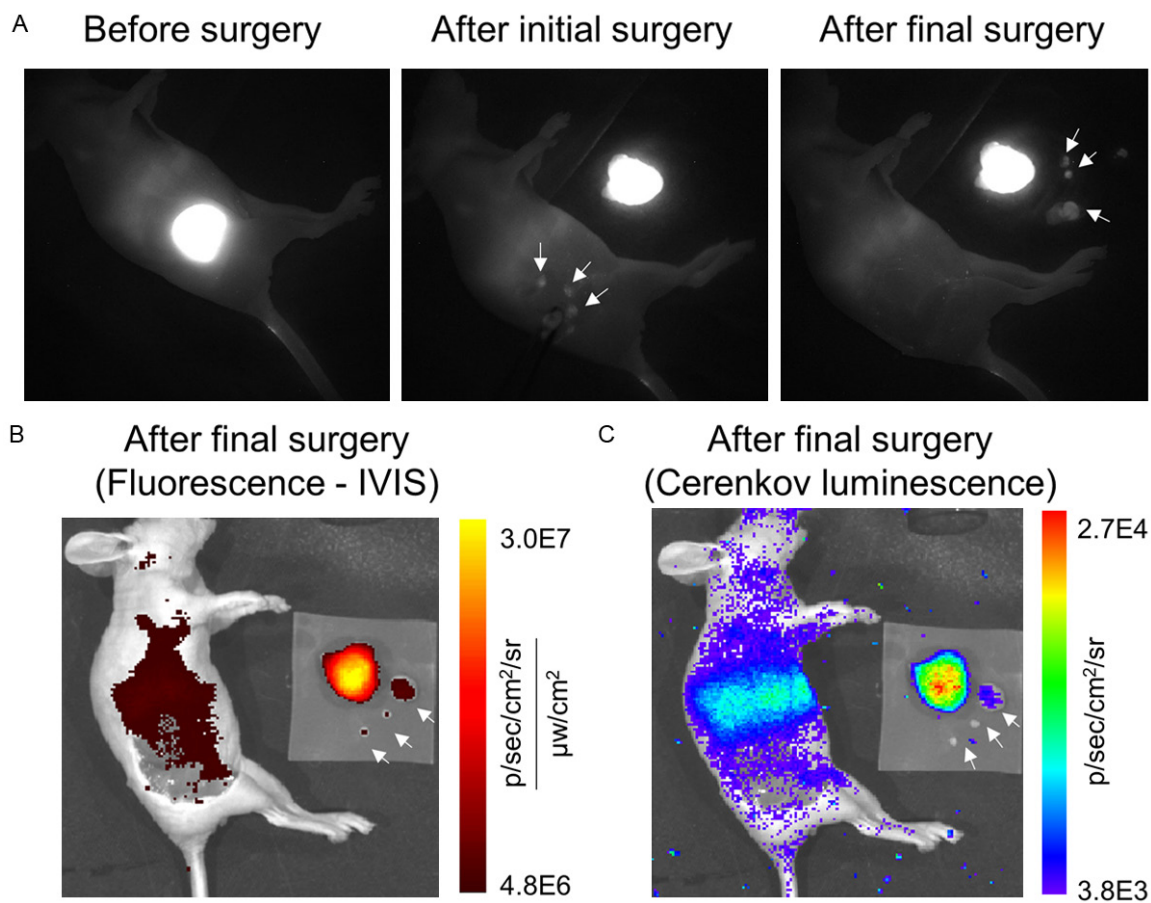 A
Before surgery
After initial surgery
After final surgery
B
After final surgery
(Fluorescence - IVIS)
3.0E7
p/sec/cm²/sr
µw/cm²
4.8E6
C
After final surgery
(Cerenkov luminescence)
2.7E4
p/sec/cm²/sr
3.8E3